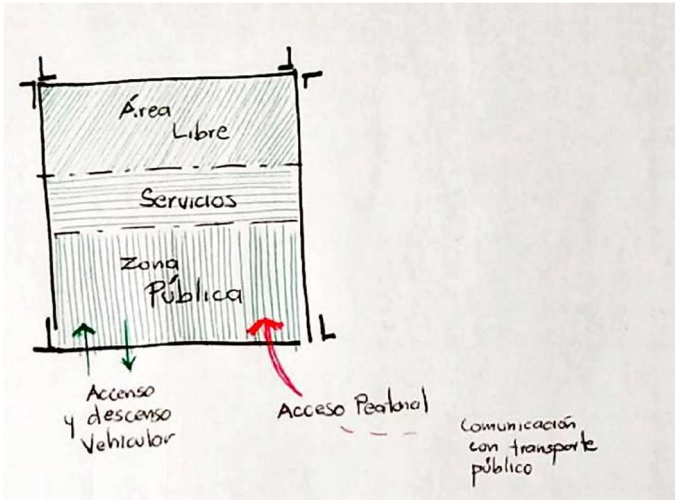 Área
Libre
Servicios
Zona
Pública
Accenso
y descenso
Vehicular
Acceso Peatonal
Comunicación
con transporte
público